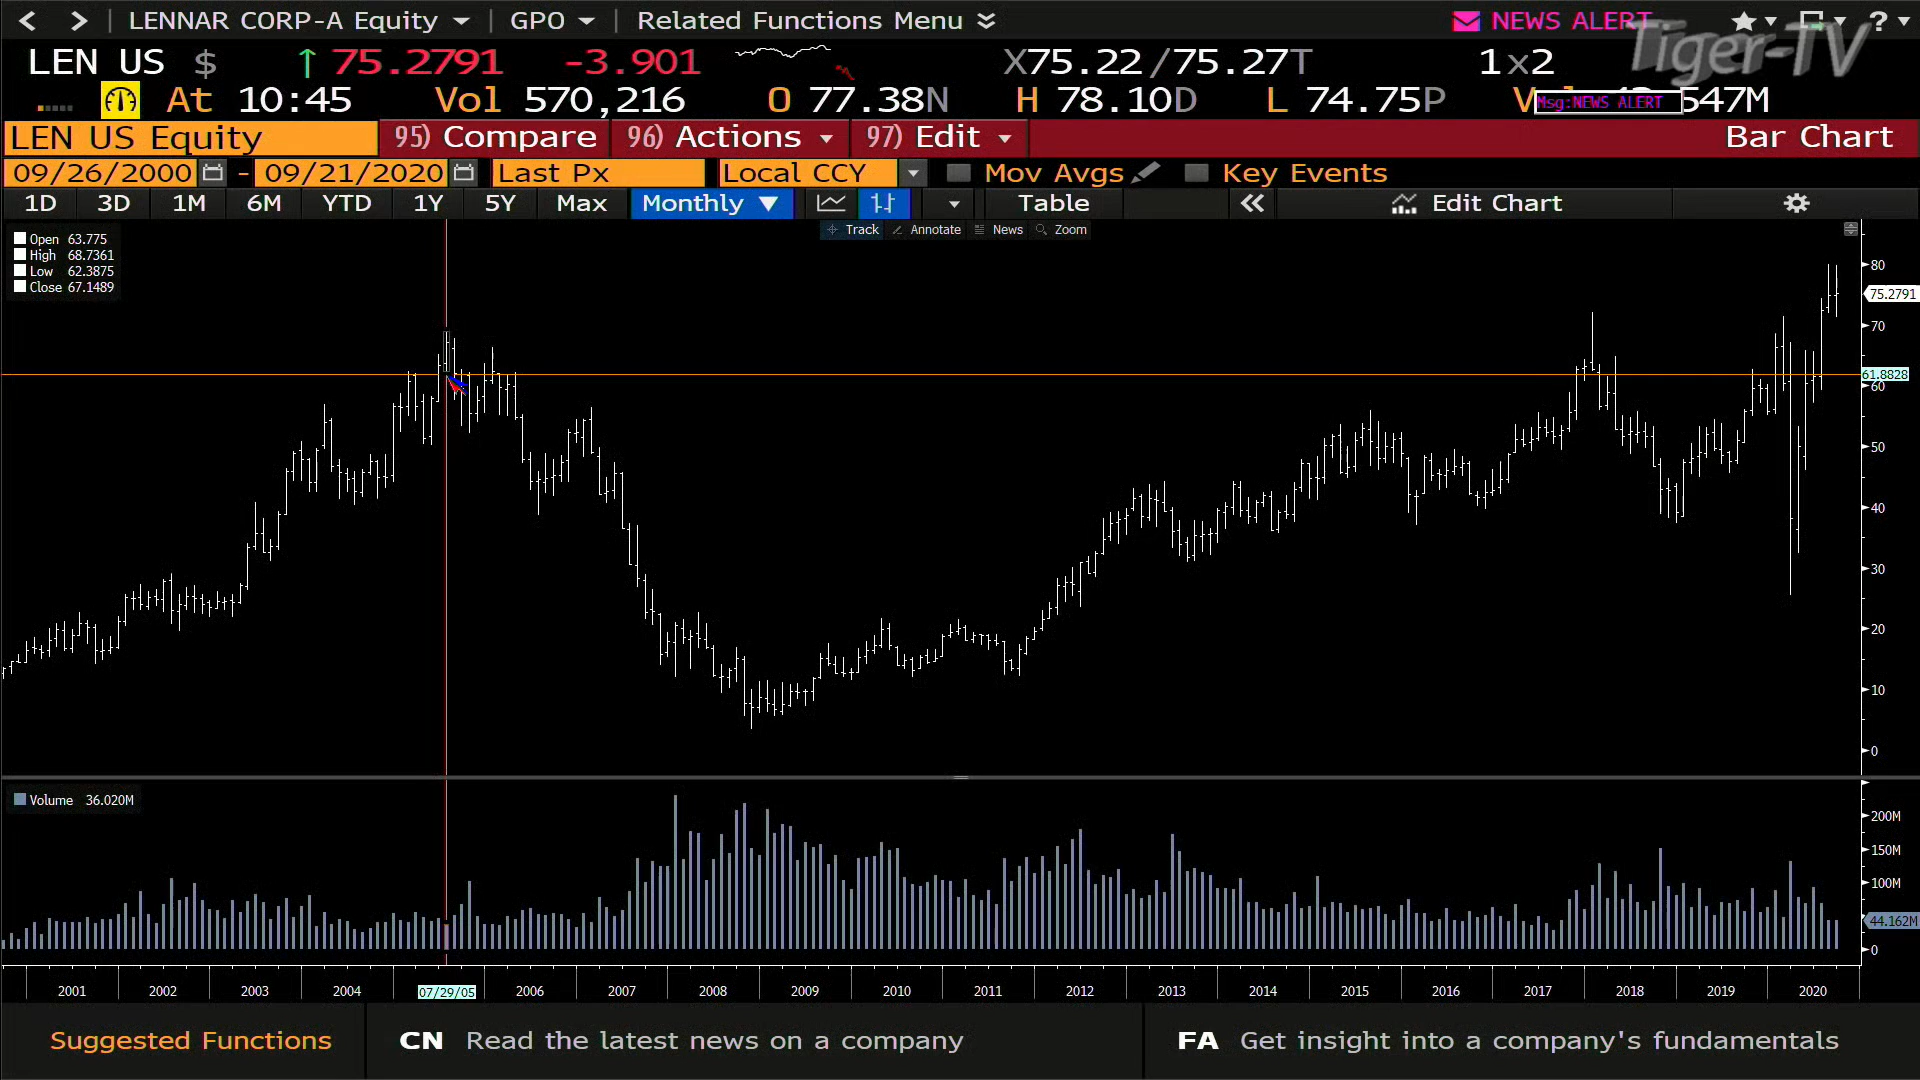 LENNAR CORP-A Equity GPO Related Functions Menu NEWS ALERT ?
Tiger-TV
LEN US $ ↑ 75.2791 -3.901 X75.22/75.27T 1x2
At 10:45 Vol 570,216 O 77.38N H 78.10D L 74.75P V 547M
Msg:NEWS ALERT
LEN US Equity 95) Compare 96) Actions 97) Edit Bar Chart
09/26/2000 - 09/21/2020 Last Px Local CCY Mov Avgs Key Events
1D 3D 1M 6M YTD 1Y 5Y Max Monthly ▼ Table « Edit Chart
Track Annotate News Zoom
Open 63.775
High 68.7361
Low 62.3875
Close 67.1489
80
75.2791
70
61.8828
60
50
40
30
20
10
0
Volume 36.020M
200M
150M
100M
44.162M
0
2001 2002 2003 2004 07/29/05 2006 2007 2008 2009 2010 2011 2012 2013 2014 2015 2016 2017 2018 2019 2020
Suggested Functions CN Read the latest news on a company FA Get insight into a company's fundamentals